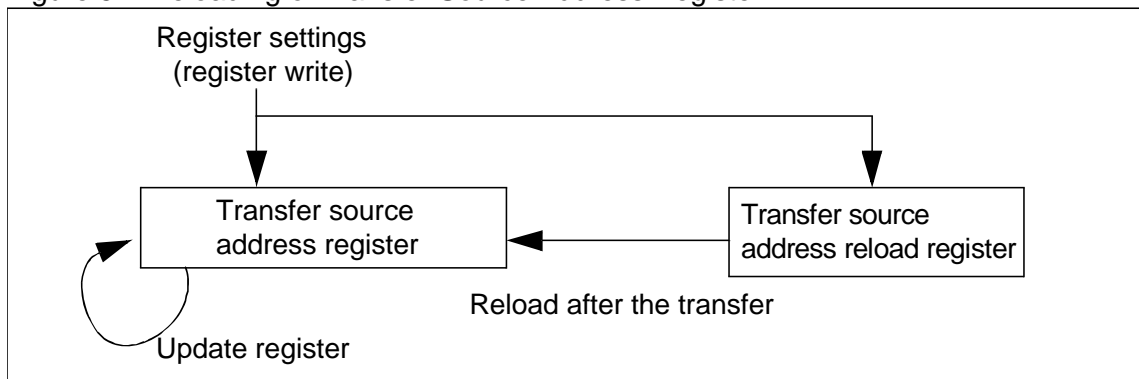 Register settings
(register write)
Transfer source
address register
Transfer source
address reload register
Reload after the transfer
Update register